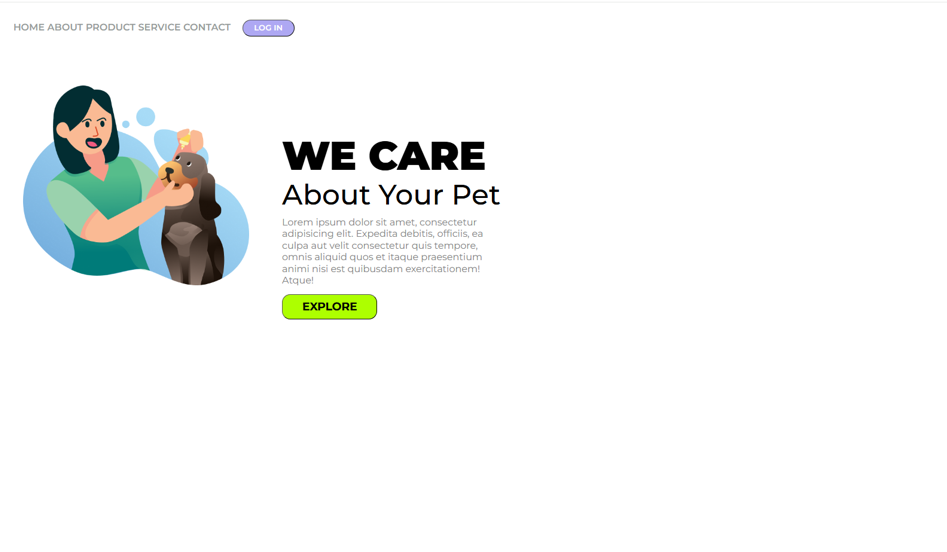 HOME ABOUT PRODUCT SERVICE CONTACT LOG IN
WE CARE
About Your Pet
Lorem ipsum dolor sit amet, consectetur
adipisicing elit. Expedita debitis, officiis, ea
culpa aut velit consectetur quis tempore,
omnis aliquid quos et itaque praesentium
animi nisi est quibusdam exercitationem!
Atque!
EXPLORE